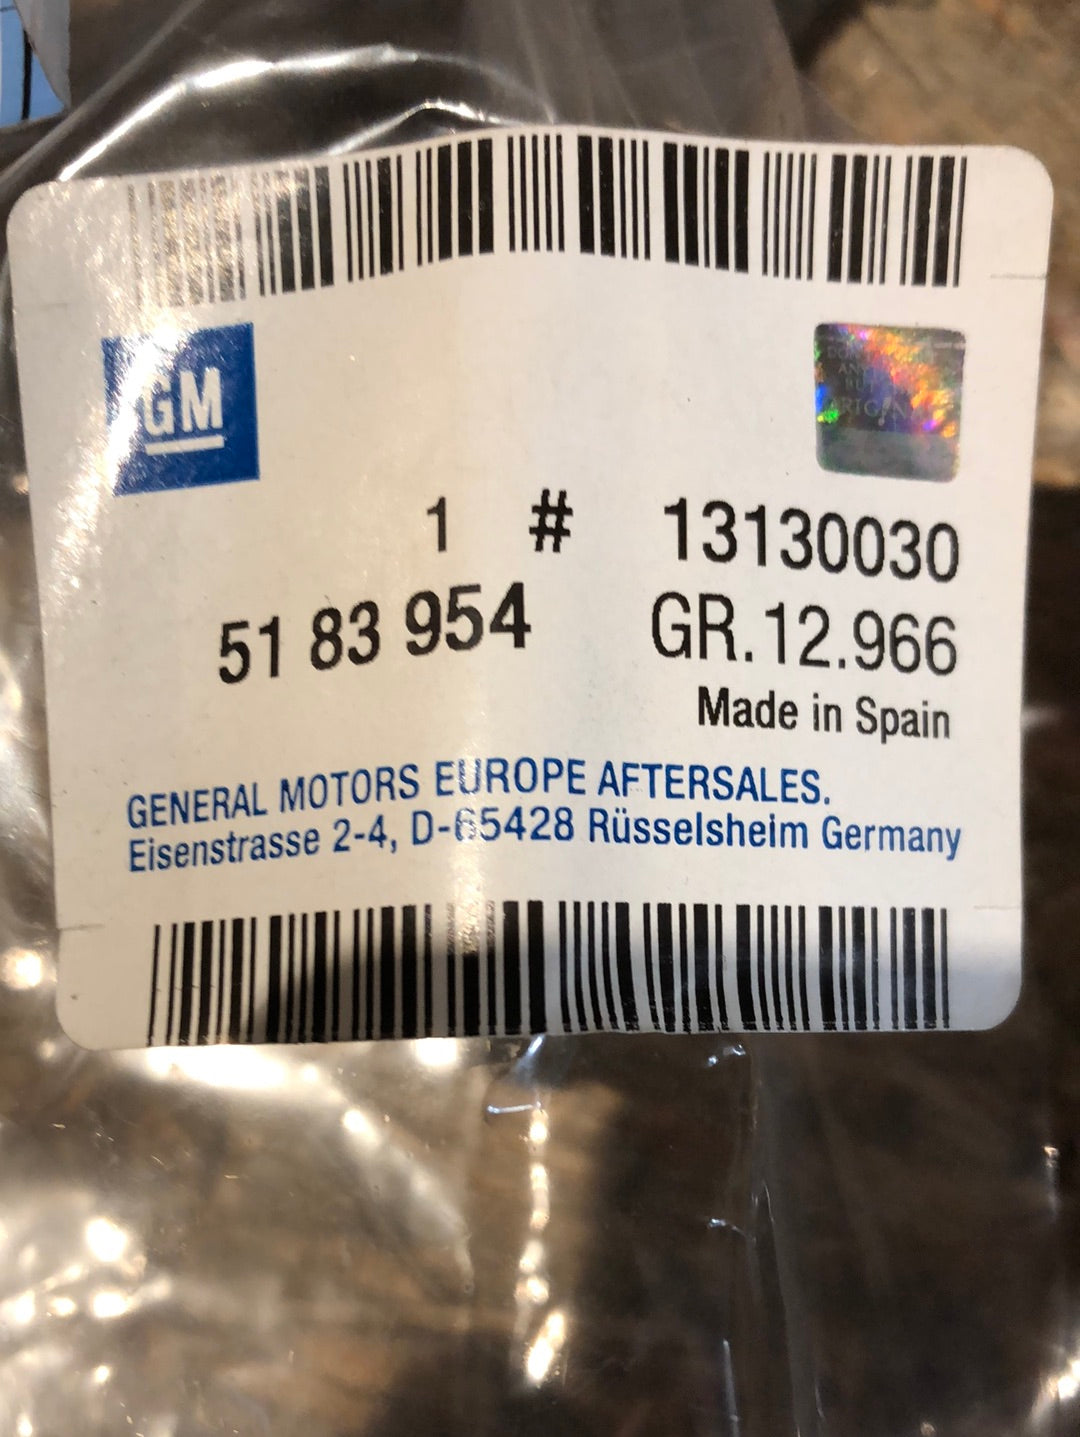 GM
1 # 13130030
51 83 954 GR.12.966
Made in Spain
GENERAL MOTORS EUROPE AFTERSALES.
Eisenstrasse 2-4, D-65428 Rüsselsheim Germany